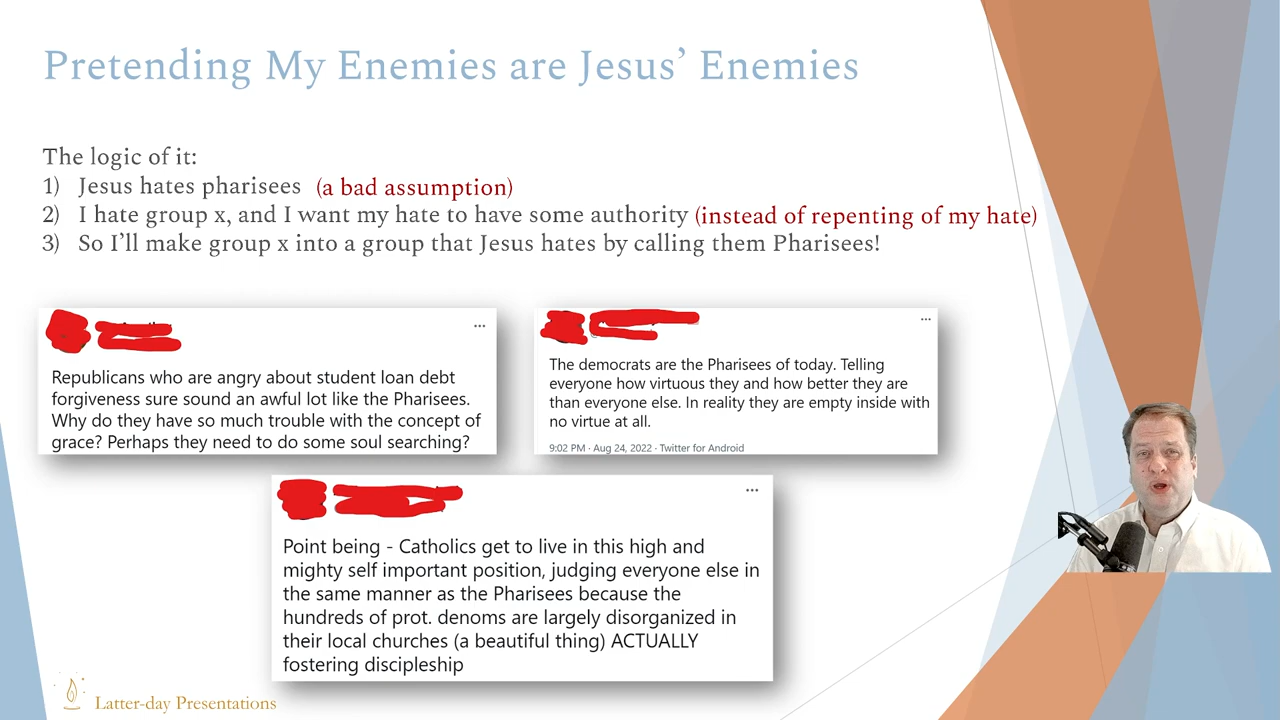 Pretending My Enemies are Jesus’ Enemies
The logic of it:
1) Jesus hates pharisees (a bad assumption)
2) I hate group x, and I want my hate to have some authority (instead of repenting of my hate)
3) So I’ll make group x into a group that Jesus hates by calling them Pharisees!
Republicans who are angry about student loan debt
forgiveness sure sound an awful lot like the Pharisees.
Why do they have so much trouble with the concept of
grace? Perhaps they need to do some soul searching?
The democrats are the Pharisees of today. Telling
everyone how virtuous they and how better they are
than everyone else. In reality they are empty inside with
no virtue at all.
9:02 PM · Aug 24, 2022 · Twitter for Android
Point being - Catholics get to live in this high and
mighty self important position, judging everyone else in
the same manner as the Pharisees because the
hundreds of prot. denoms are largely disorganized in
their local churches (a beautiful thing) ACTUALLY
fostering discipleship
Latter-day Presentations